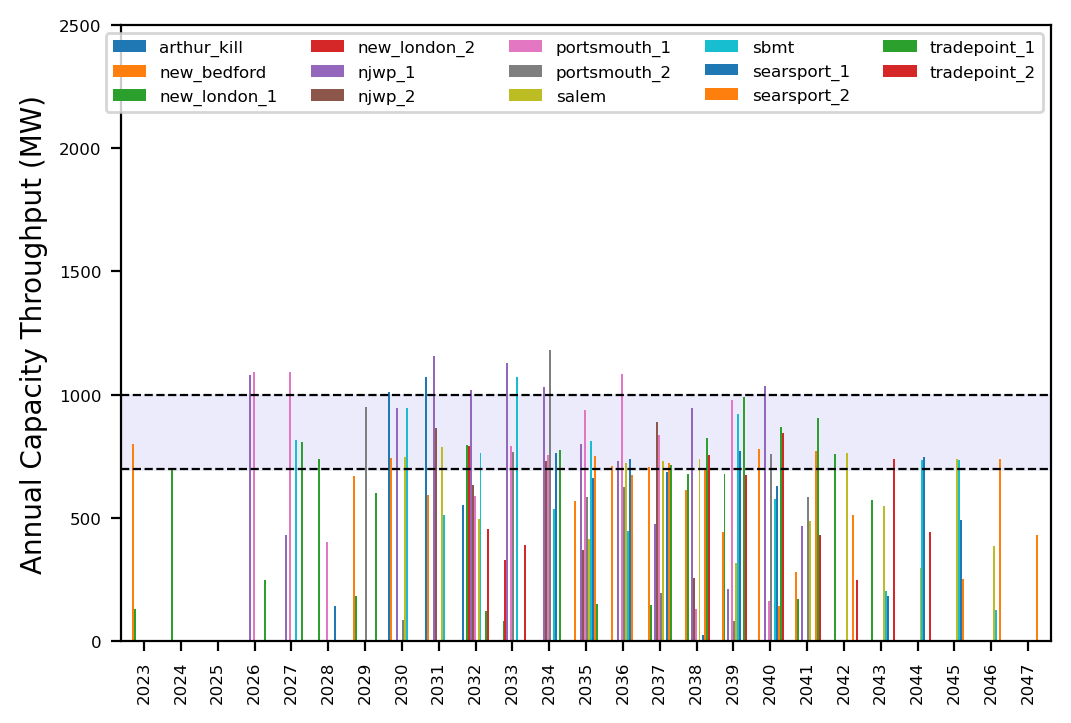 2500
arthur_kill new_london_2 portsmouth_1 sbmt tradepoint_1
new_bedford njwp_1 portsmouth_2 searsport_1 tradepoint_2
new_london_1 njwp_2 salem searsport_2
2000
1500
1000
500
0
Annual Capacity Throughput (MW)
2023 2024 2025 2026 2027 2028 2029 2030 2031 2032 2033 2034 2035 2036 2037 2038 2039 2040 2041 2042 2043 2044 2045 2046 2047